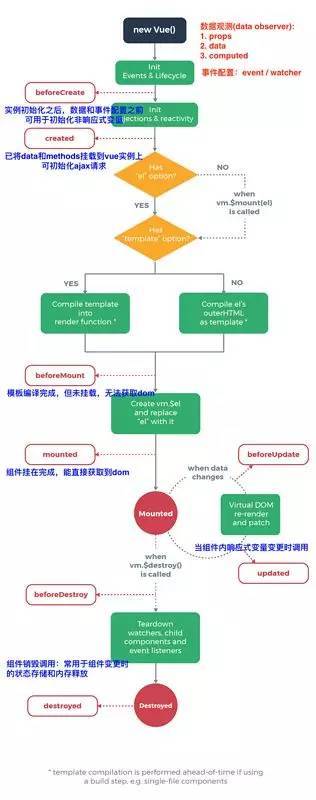 new Vue()
数据观测(data observer):
1. props
2. data
3. computed
事件配置：event / watcher
Init
Events & Lifecycle
beforeCreate
实例初始化之后，数据和事件配置之前
可用于初始化非响应式变量
Init
injections & reactivity
created
已将data和methods挂载到vue实例上
可初始化ajax请求
Has
"el" option?
NO
when
vm.$mount(el)
is called
YES
Has
"template" option?
YES
NO
Compile template
into
render function *
Compile el's
outerHTML
as template *
beforeMount
模板编译完成，但未挂载，无法获取dom
Create vm.$el
and replace
"el" with it
mounted
组件挂在完成，能直接获取到dom
beforeUpdate
when data
changes
Mounted
Virtual DOM
re-render
and patch
当组件内响应式变量变更时调用
updated
when
vm.$destroy()
is called
beforeDestroy
Teardown
watchers, child
components and
event listeners
组件销毁调用：常用于组件变更时
的状态存储和内存释放
destroyed
Destroyed
* template compilation is performed ahead-of-time if using
a build step, e.g. single-file components